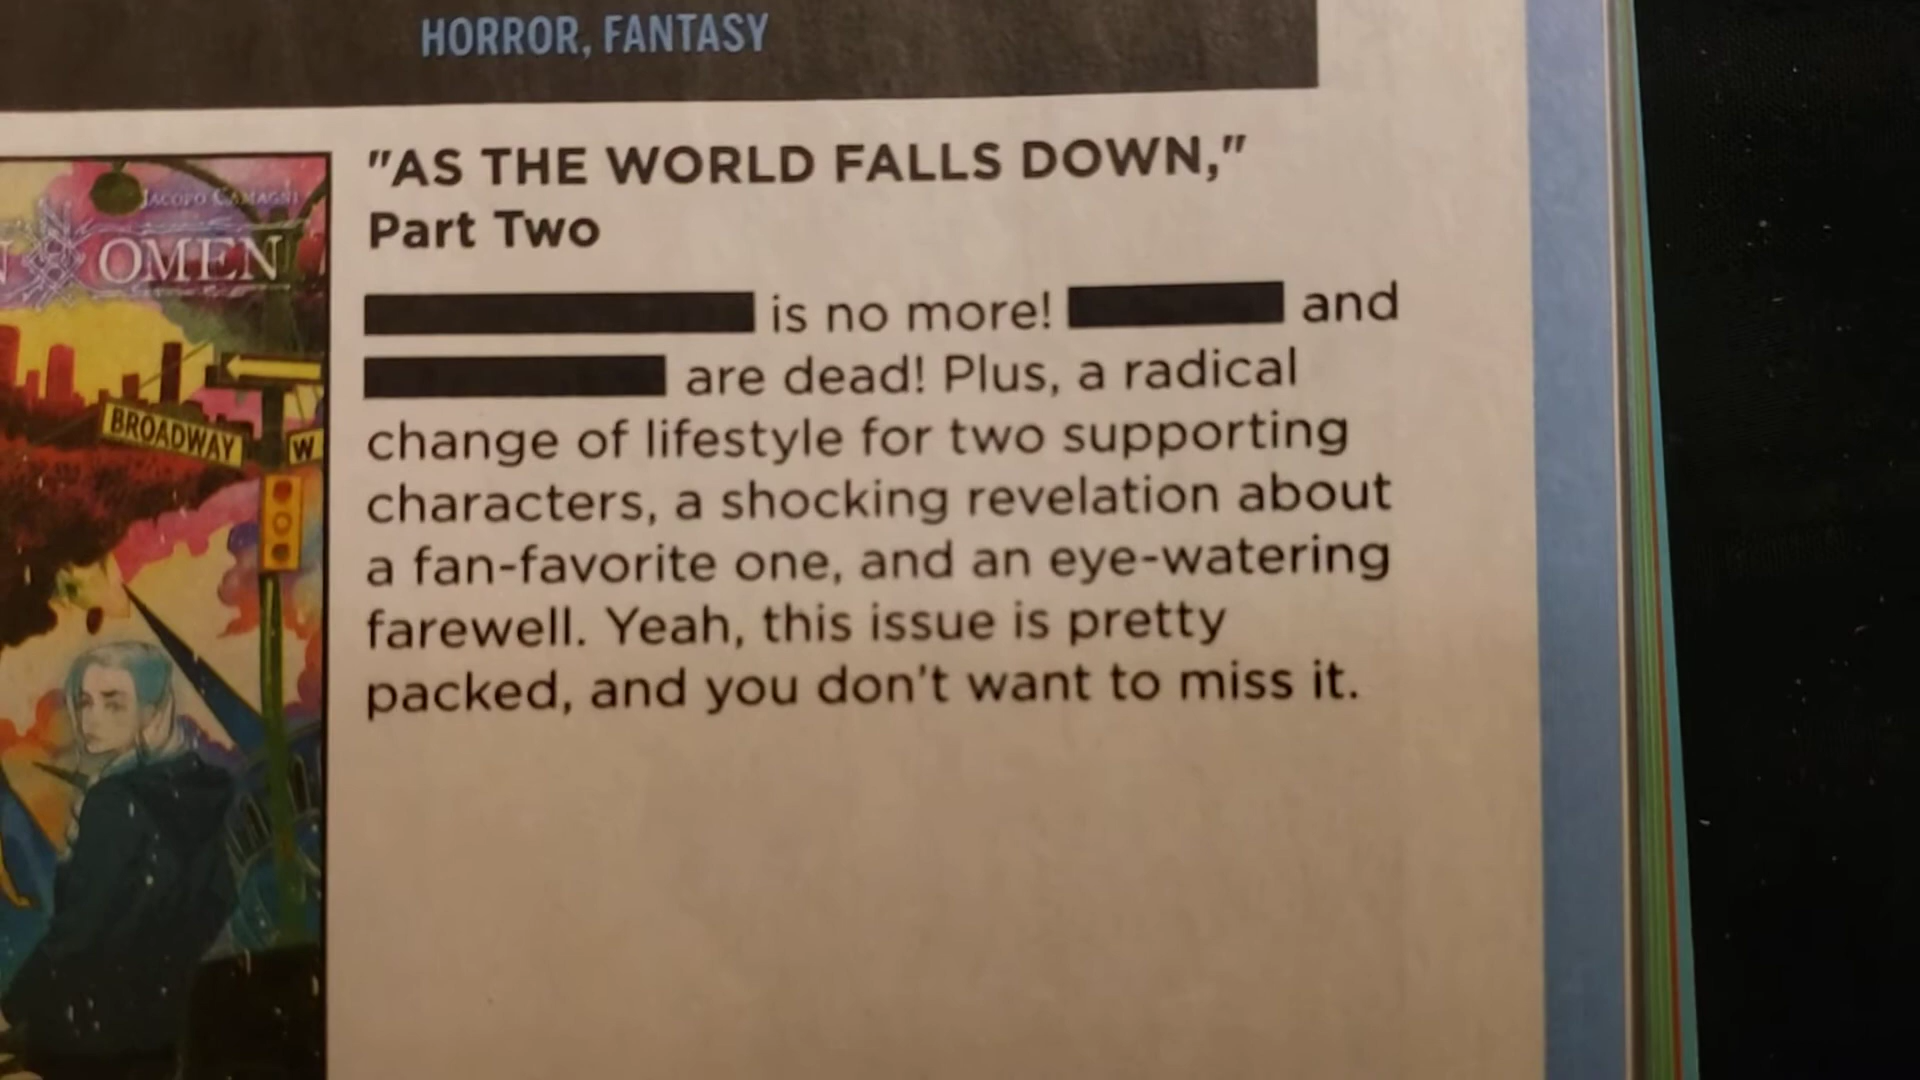 HORROR, FANTASY
JACOPO CAMAGNI
OMEN
BROADWAY
W
"AS THE WORLD FALLS DOWN,"
Part Two
is no more! and
are dead! Plus, a radical
change of lifestyle for two supporting
characters, a shocking revelation about
a fan-favorite one, and an eye-watering
farewell. Yeah, this issue is pretty
packed, and you don't want to miss it.